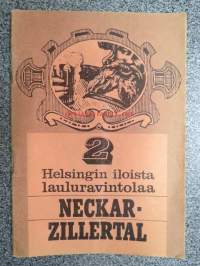 2
Helsingin iloista
lauluravintolaa
NECKAR-
ZILLERTAL